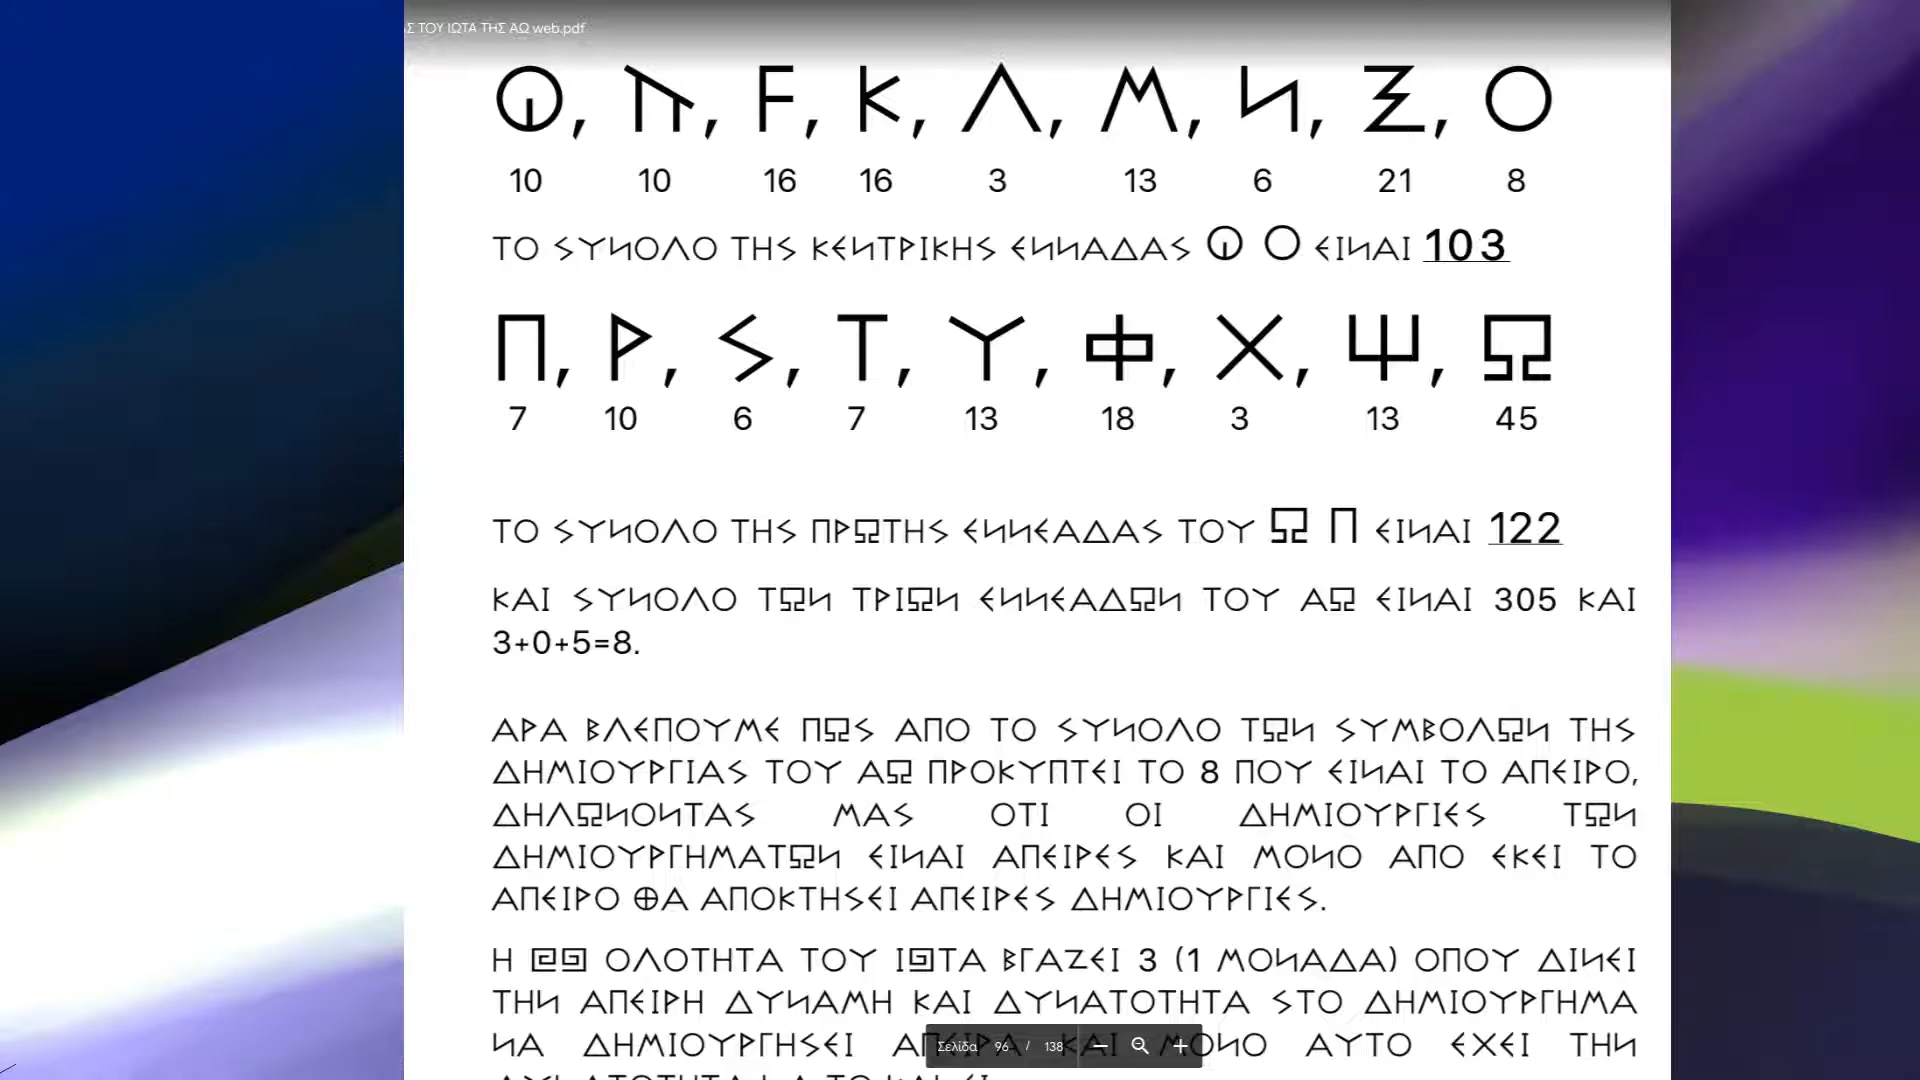 Σ ΤΟΥ ΙΩΤΑ ΤΗΣ ΑΩ web.pdf
F, K, Λ, Μ, Ν, Ξ, Ο
10 10 16 16 3 13 6 21 8
ΤΟ ΣΥΝΟΛΟ ΤΗΣ ΚΕΝΤΡΙΚΗΣ ΕΝΝΑΔΑΣ Ο ΕΙΝΑΙ 103
Π, Ρ, Σ, Τ, Υ, Φ, Χ, Ψ, Ω
7 10 6 7 13 18 3 13 45
ΤΟ ΣΥΝΟΛΟ ΤΗΣ ΠΡΩΤΗΣ ΕΝΝΕΑΔΑΣ ΤΟΥ Ω Π ΕΙΝΑΙ 122
ΚΑΙ ΣΥΝΟΛΟ ΤΩΝ ΤΡΙΩΝ ΕΝΝΕΑΔΩΝ ΤΟΥ ΑΩ ΕΙΝΑΙ 305 ΚΑΙ
3+0+5=8.
ΑΡΑ ΒΛΕΠΟΥΜΕ ΠΩΣ ΑΠΟ ΤΟ ΣΥΝΟΛΟ ΤΩΝ ΣΥΜΒΟΛΩΝ ΤΗΣ
ΔΗΜΙΟΥΡΓΙΑΣ ΤΟΥ ΑΩ ΠΡΟΚΥΠΤΕΙ ΤΟ 8 ΠΟΥ ΕΙΝΑΙ ΤΟ ΑΠΕΙΡΟ,
ΔΗΛΩΝΟΝΤΑΣ ΜΑΣ ΟΤΙ ΟΙ ΔΗΜΙΟΥΡΓΙΕΣ ΤΩΝ
ΔΗΜΙΟΥΡΓΗΜΑΤΩΝ ΕΙΝΑΙ ΑΠΕΙΡΕΣ ΚΑΙ ΜΟΝΟ ΑΠΟ ΕΚΕΙ ΤΟ
ΑΠΕΙΡΟ ΘΑ ΑΠΟΚΤΗΣΕΙ ΑΠΕΙΡΕΣ ΔΗΜΙΟΥΡΓΙΕΣ.
Η ΟΛΟΤΗΤΑ ΤΟΥ ΙΩΤΑ ΒΓΑΖΕΙ 3 (1 ΜΟΝΑΔΑ) ΟΠΟΥ ΔΙΝΕΙ
ΤΗΝ ΑΠΕΙΡΗ ΔΥΝΑΜΗ ΚΑΙ ΔΥΝΑΤΟΤΗΤΑ ΣΤΟ ΔΗΜΙΟΥΡΓΗΜΑ
ΝΑ ΔΗΜΙΟΥΡΓΗΣΕΙ ΑΠΕΙΡΑ ΚΑΙ ΜΟΝΟ ΑΥΤΟ ΕΧΕΙ ΤΗΝ
Σελίδα 96 / 138